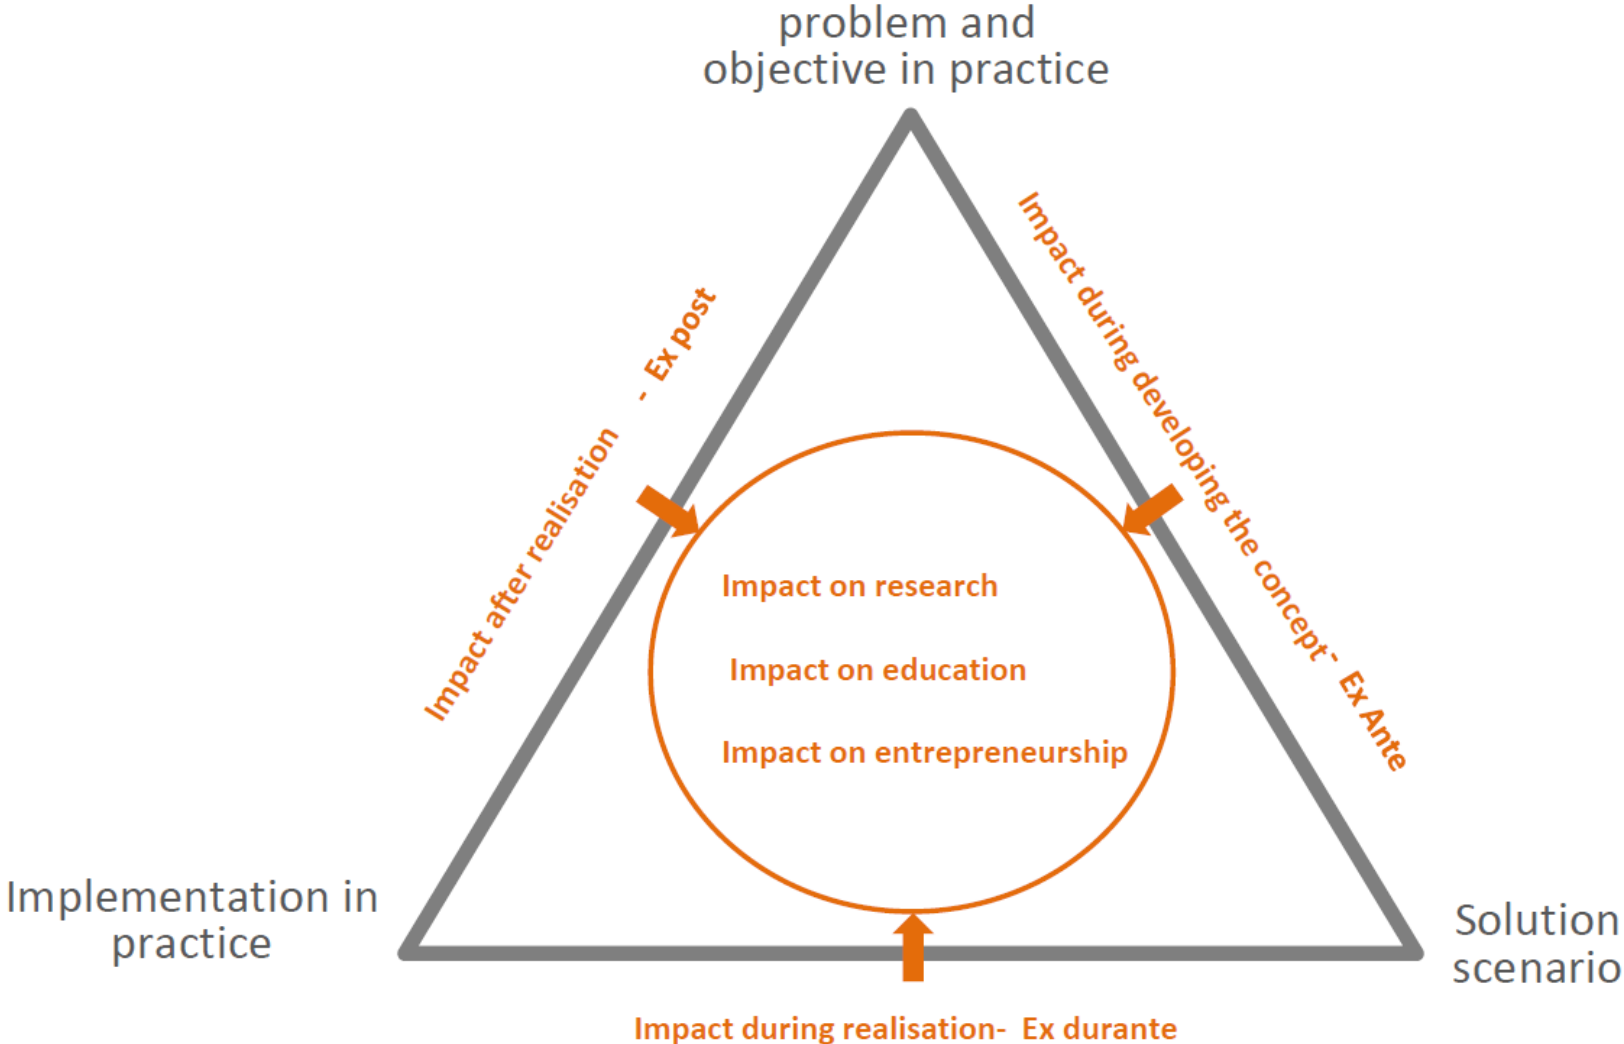 problem and
objective in practice
Impact during developing the concept - Ex Ante
Impact after realisation - Ex post
Impact on research
Impact on education
Impact on entrepreneurship
Implementation in
practice
Solution
scenario
Impact during realisation- Ex durante